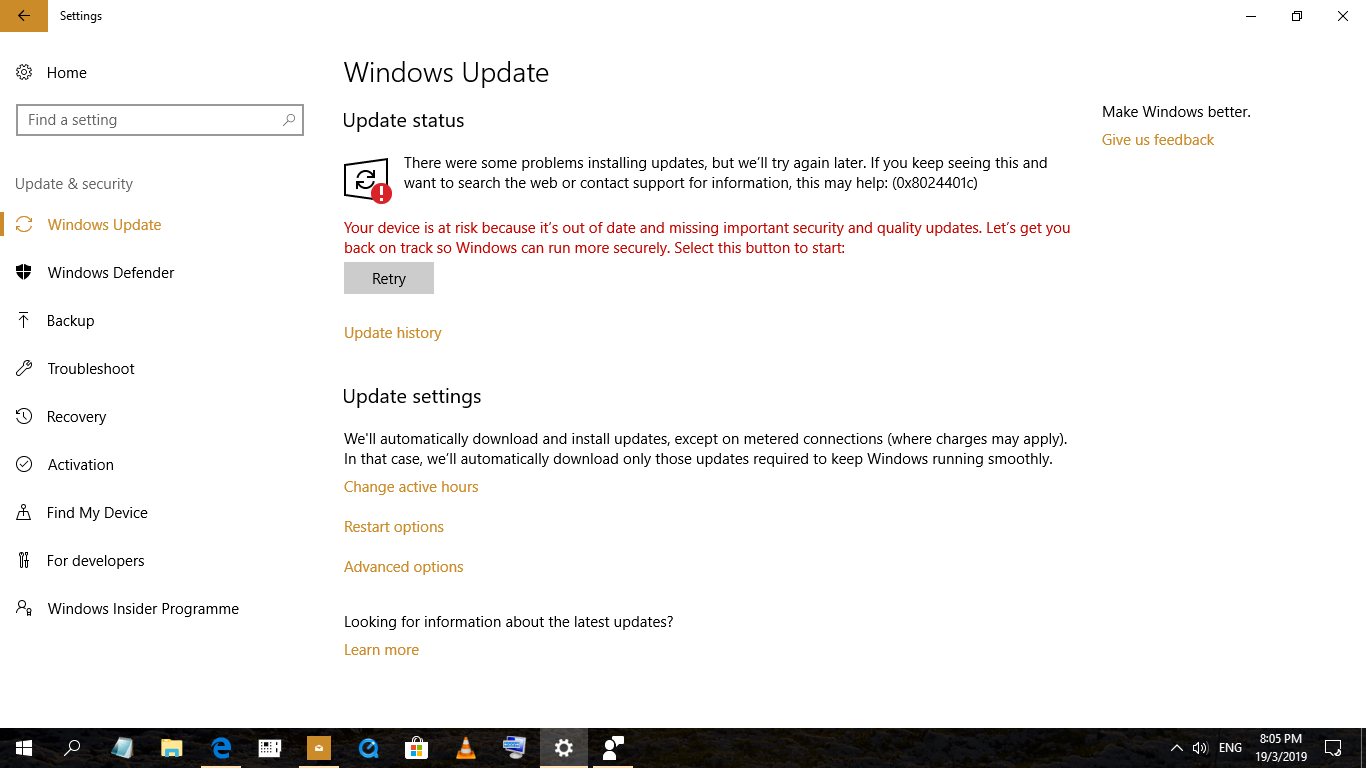 Settings
Home
Find a setting
Update & security
Windows Update
Windows Defender
Backup
Troubleshoot
Recovery
Activation
Find My Device
For developers
Windows Insider Programme
Windows Update
Update status
There were some problems installing updates, but we'll try again later. If you keep seeing this and
want to search the web or contact support for information, this may help: (0x8024401c)
Your device is at risk because it's out of date and missing important security and quality updates. Let's get you
back on track so Windows can run more securely. Select this button to start:
Retry
Update history
Update settings
We'll automatically download and install updates, except on metered connections (where charges may apply).
In that case, we'll automatically download only those updates required to keep Windows running smoothly.
Change active hours
Restart options
Advanced options
Looking for information about the latest updates?
Learn more
Make Windows better.
Give us feedback
ENG
8:05 PM
19/3/2019